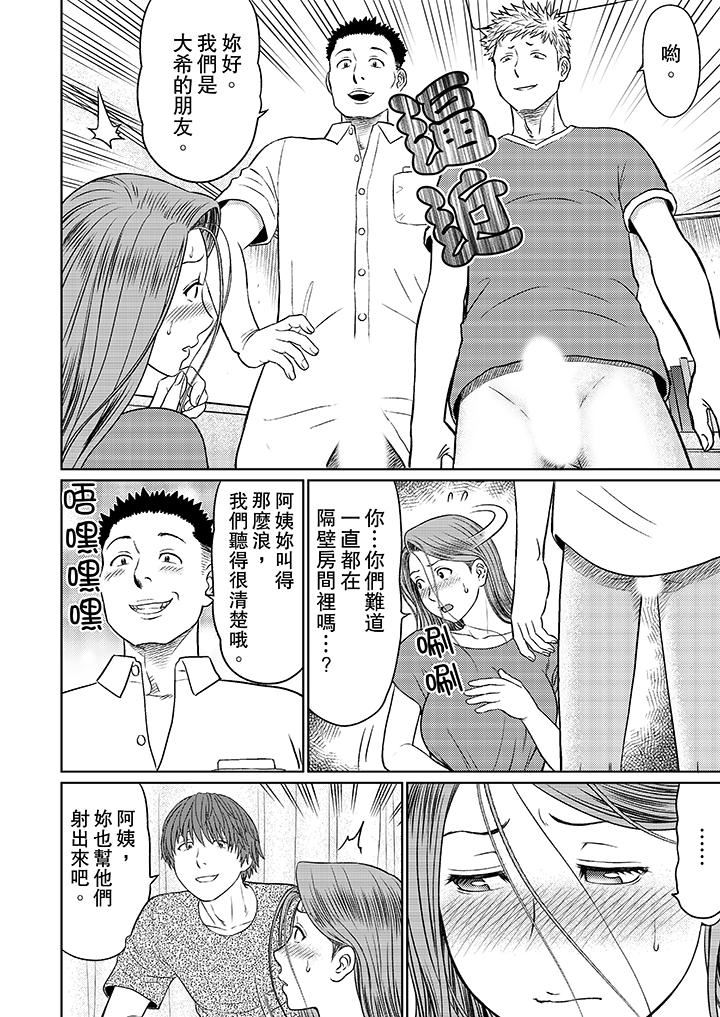 喲。
妳好。
我們是
大希的朋友。
逼近
你…你們難道
一直都在
隔壁房間裡嗎…？
唰
唰
阿姨妳叫得
那麼浪，
我們聽得很清楚哦。
唔嘿嘿嘿
……
阿姨，
妳也幫他們
射出來吧。